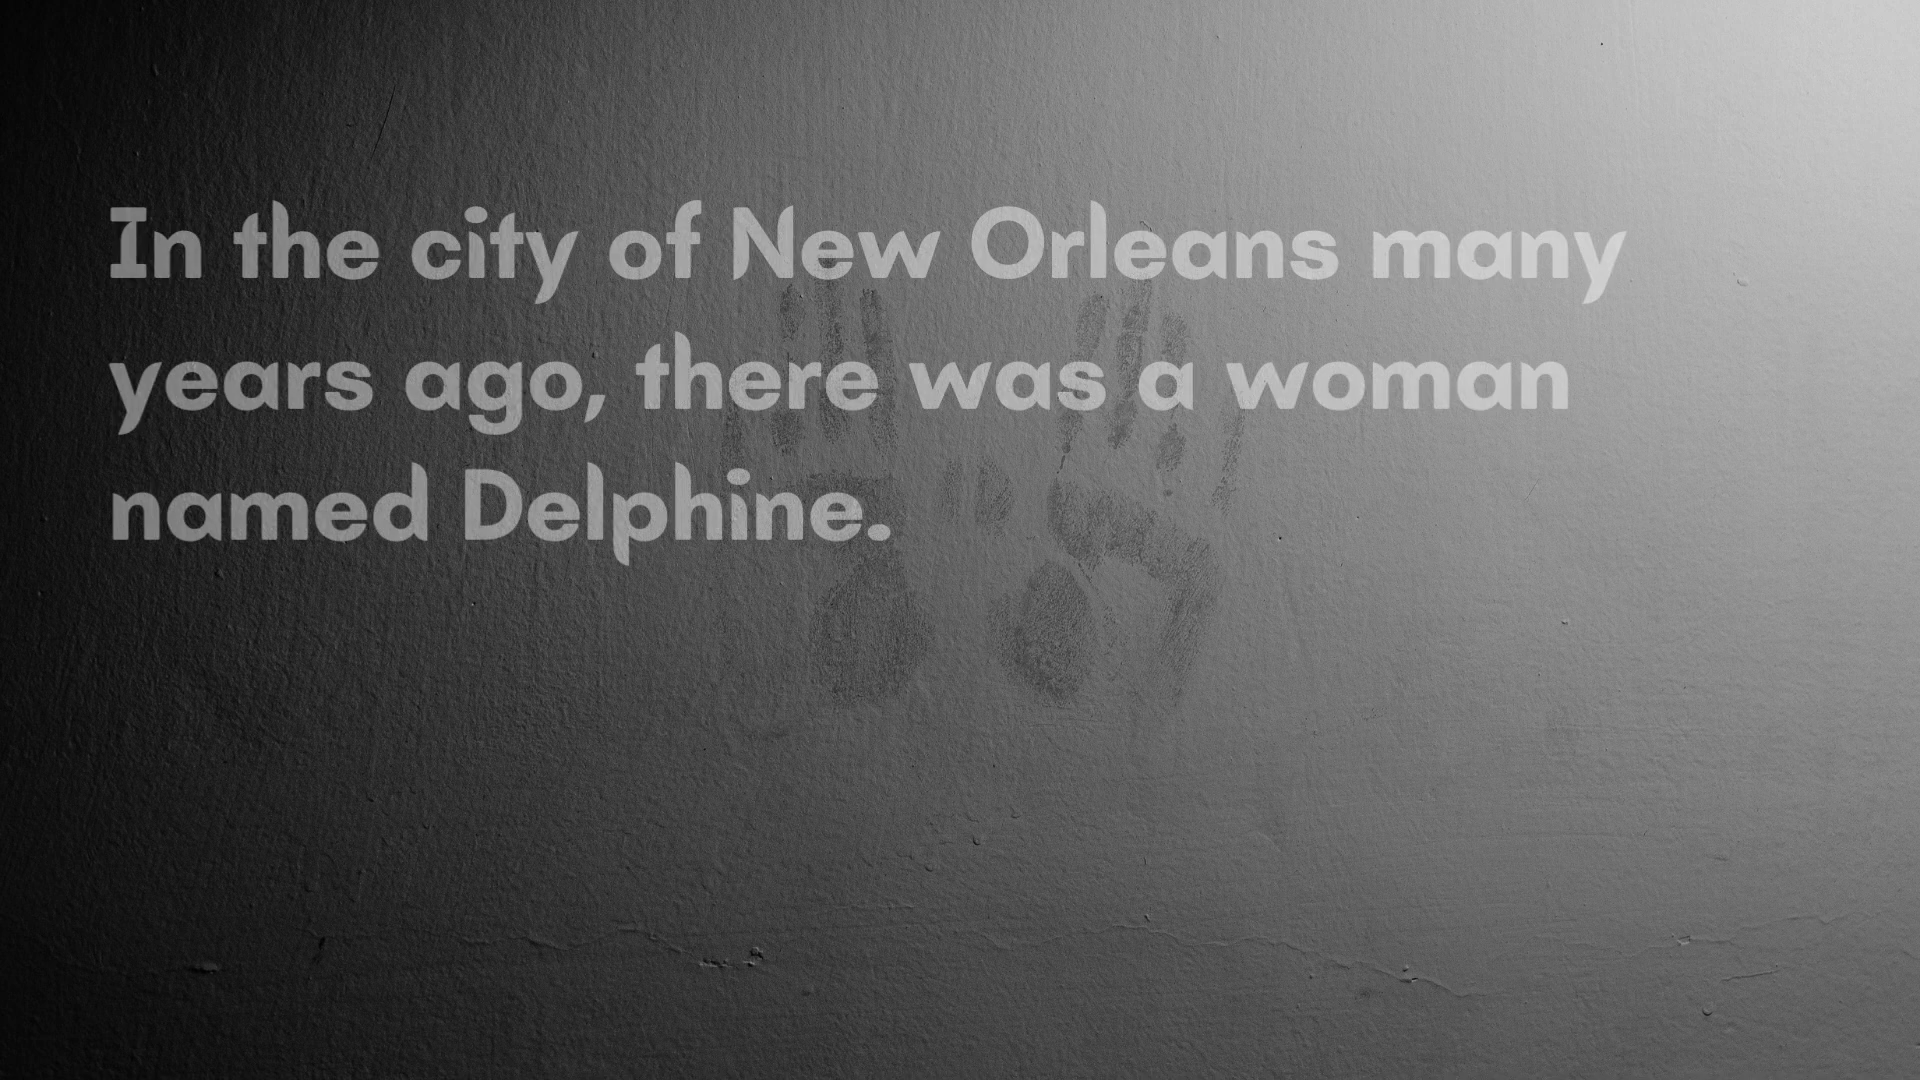 In the city of New Orleans many
years ago, there was a woman
named Delphine.